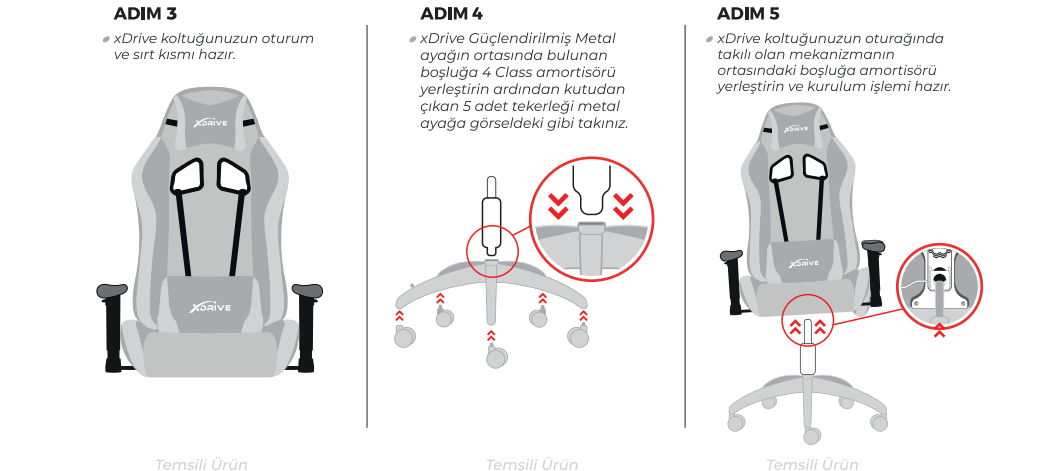 ADIM 3
xDrive koltuğunuzun oturum
ve sırt kısmı hazır.
XDRIVE
XDRIVE
Temsili Ürün
ADIM 4
xDrive Güçlendirilmiş Metal
ayağın ortasında bulunan
boşluğa 4 Class amortisörü
yerleştirin ardından kutudan
çıkan 5 adet tekerleği metal
ayağa görseldeki gibi takınız.
Temsili Ürün
ADIM 5
xDrive koltuğunuzun oturağında
takılı olan mekanizmanın
ortasındaki boşluğa amortisörü
yerleştirin ve kurulum işlemi hazır.
XDRIVE
XDRIVE
Temsili Ürün